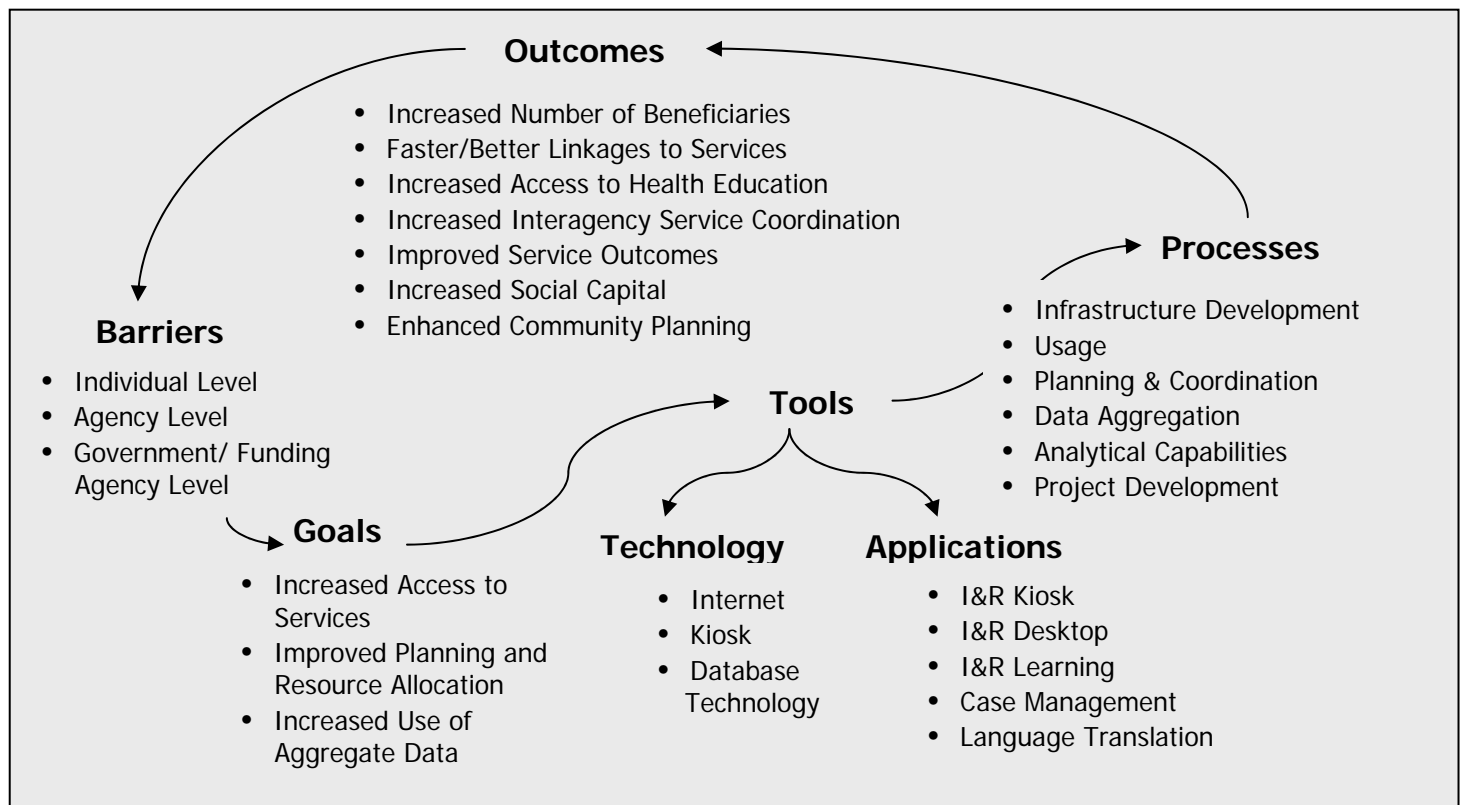 Outcomes
• Increased Number of Beneficiaries
• Faster/Better Linkages to Services
• Increased Access to Health Education
• Increased Interagency Service Coordination
• Improved Service Outcomes
• Increased Social Capital
• Enhanced Community Planning
Processes
• Infrastructure Development
• Usage
• Planning & Coordination
• Data Aggregation
• Analytical Capabilities
• Project Development
Barriers
• Individual Level
• Agency Level
• Government/ Funding
Agency Level
Tools
Goals
• Increased Access to
Services
• Improved Planning and
Resource Allocation
• Increased Use of
Aggregate Data
Technology
• Internet
• Kiosk
• Database
Technology
Applications
• I&R Kiosk
• I&R Desktop
• I&R Learning
• Case Management
• Language Translation